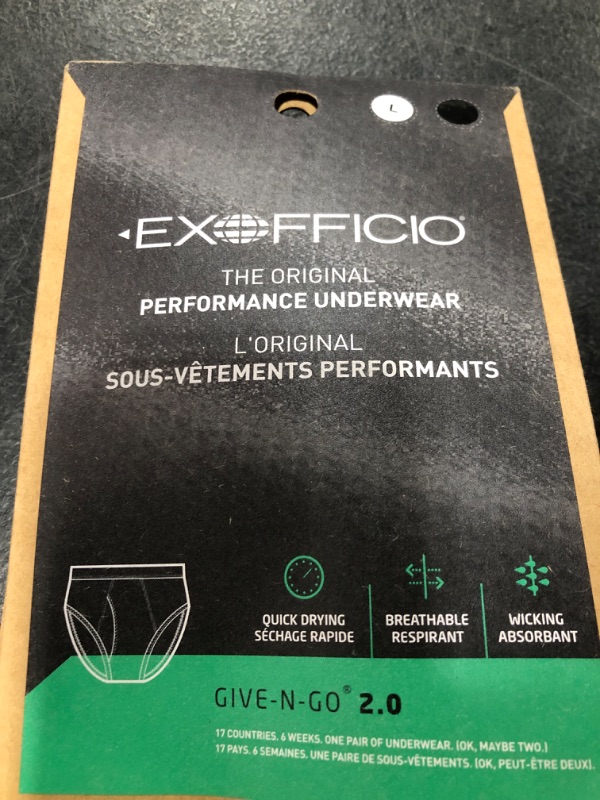 L
EXOFFICIO®
THE ORIGINAL
PERFORMANCE UNDERWEAR
L'ORIGINAL
SOUS-VÊTEMENTS PERFORMANTS
QUICK DRYING
SÉCHAGE RAPIDE
BREATHABLE
RESPIRANT
WICKING
ABSORBANT
GIVE-N-GO® 2.0
17 COUNTRIES. 6 WEEKS. ONE PAIR OF UNDERWEAR. (OK, MAYBE TWO.)
17 PAYS. 6 SEMAINES. UNE PAIRE DE SOUS-VÊTEMENTS. (OK, PEUT-ÊTRE DEUX).